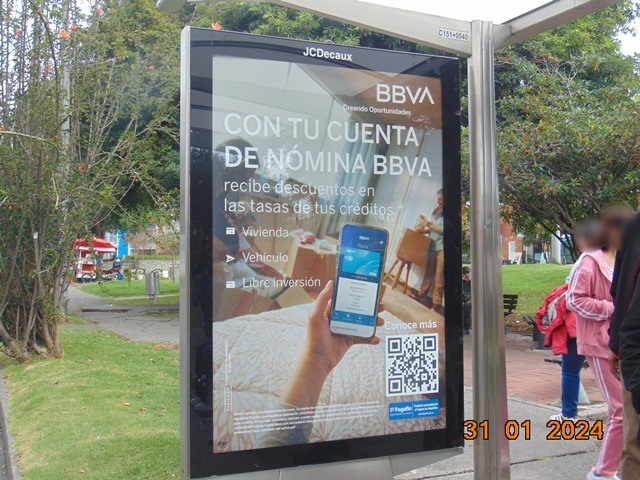 C151+0040
JCDecaux
BBVA
Creando Oportunidades
CON TU CUENTA
DE NÓMINA BBVA
recibe descuentos en
las tasas de tus créditos.*
Vivienda
Vehículo
Libre inversión
BBVA
Conoce más
Fogafín
31 01 2024